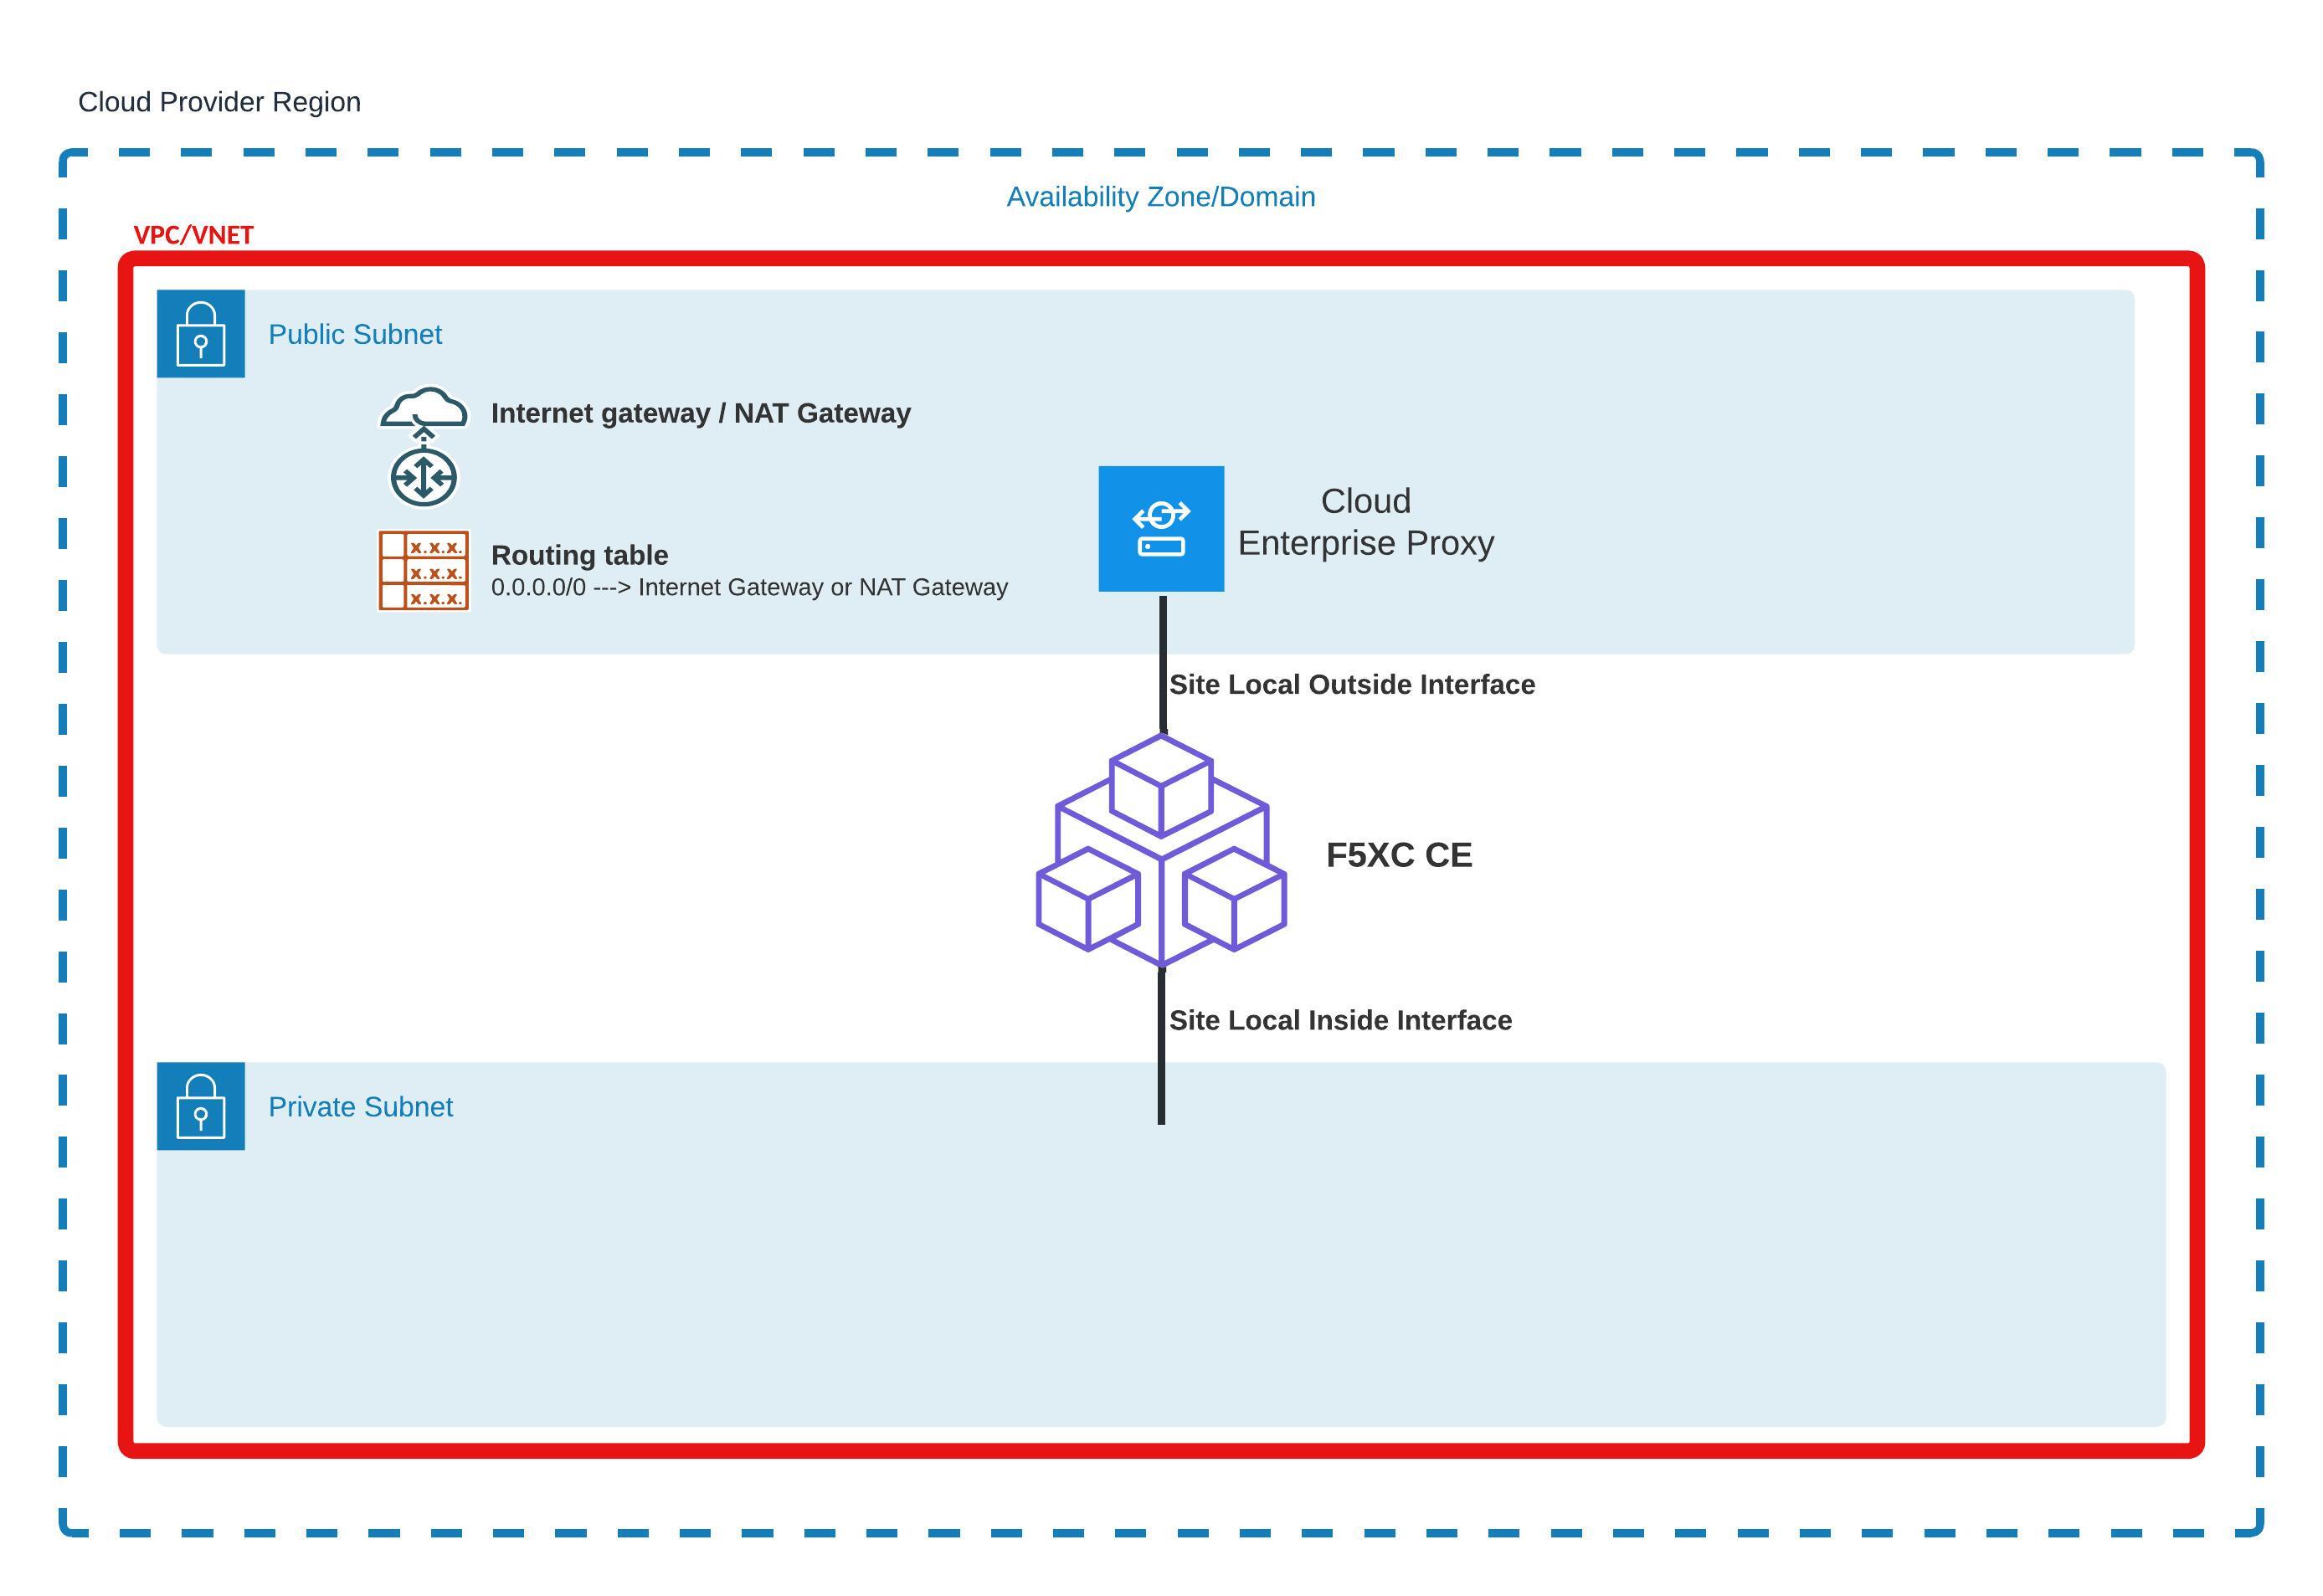 Cloud Provider Region
Availability Zone/Domain
VPC/VNET
Public Subnet
Internet gateway / NAT Gateway
Cloud
Enterprise Proxy
x.x.x.
x.x.x.
x.x.x.
Routing table
0.0.0.0/0 ---> Internet Gateway or NAT Gateway
Site Local Outside Interface
F5XC CE
Site Local Inside Interface
Private Subnet